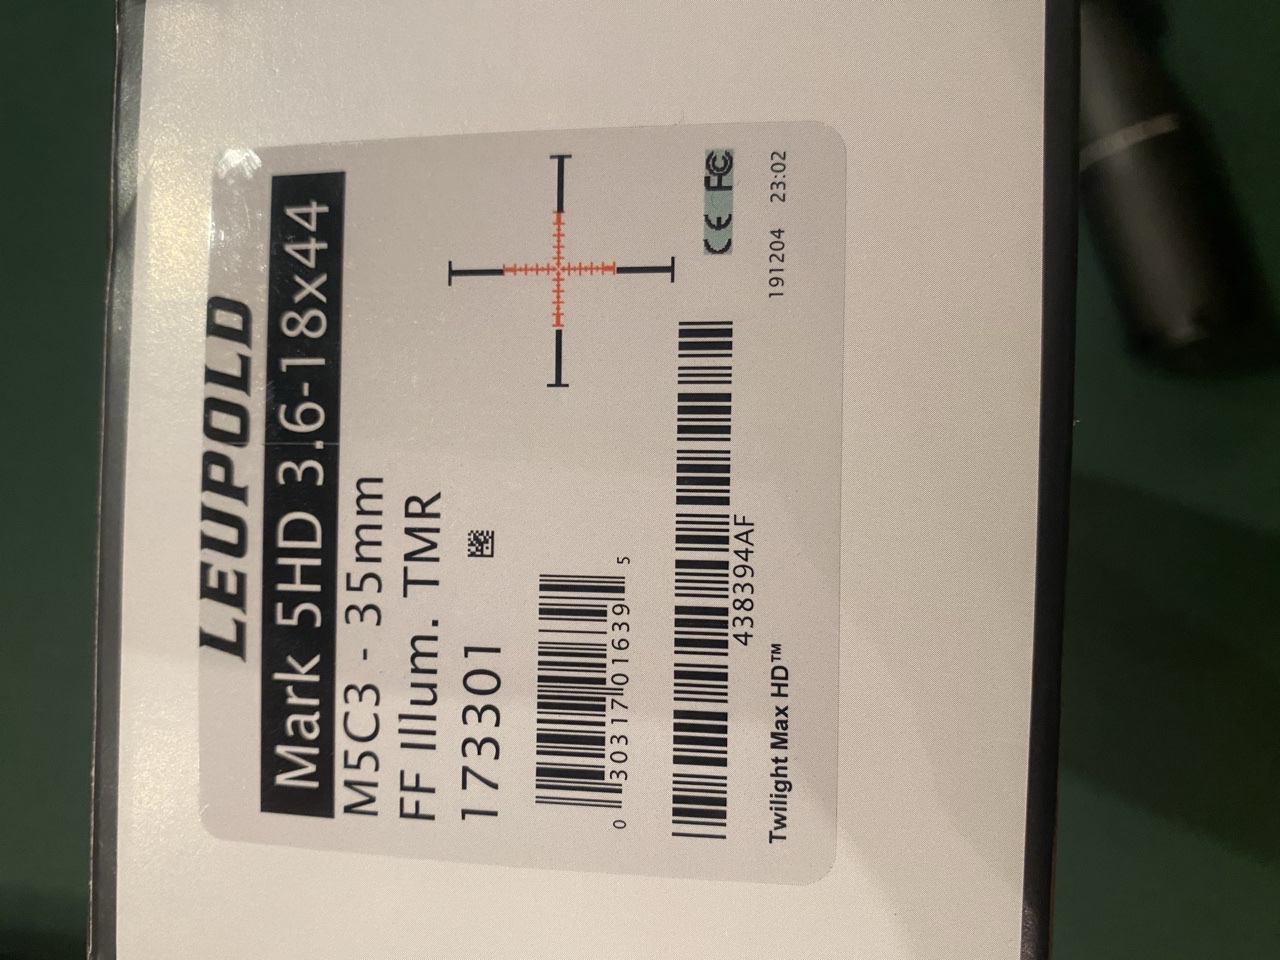 LEUPOLD
Mark 5HD 3.6-18x44
M5C3 - 35mm
FF Illum. TMR
173301
0 30317 01639 5
438394AF
CE FC
Twilight Max HD™ 191204 23:02